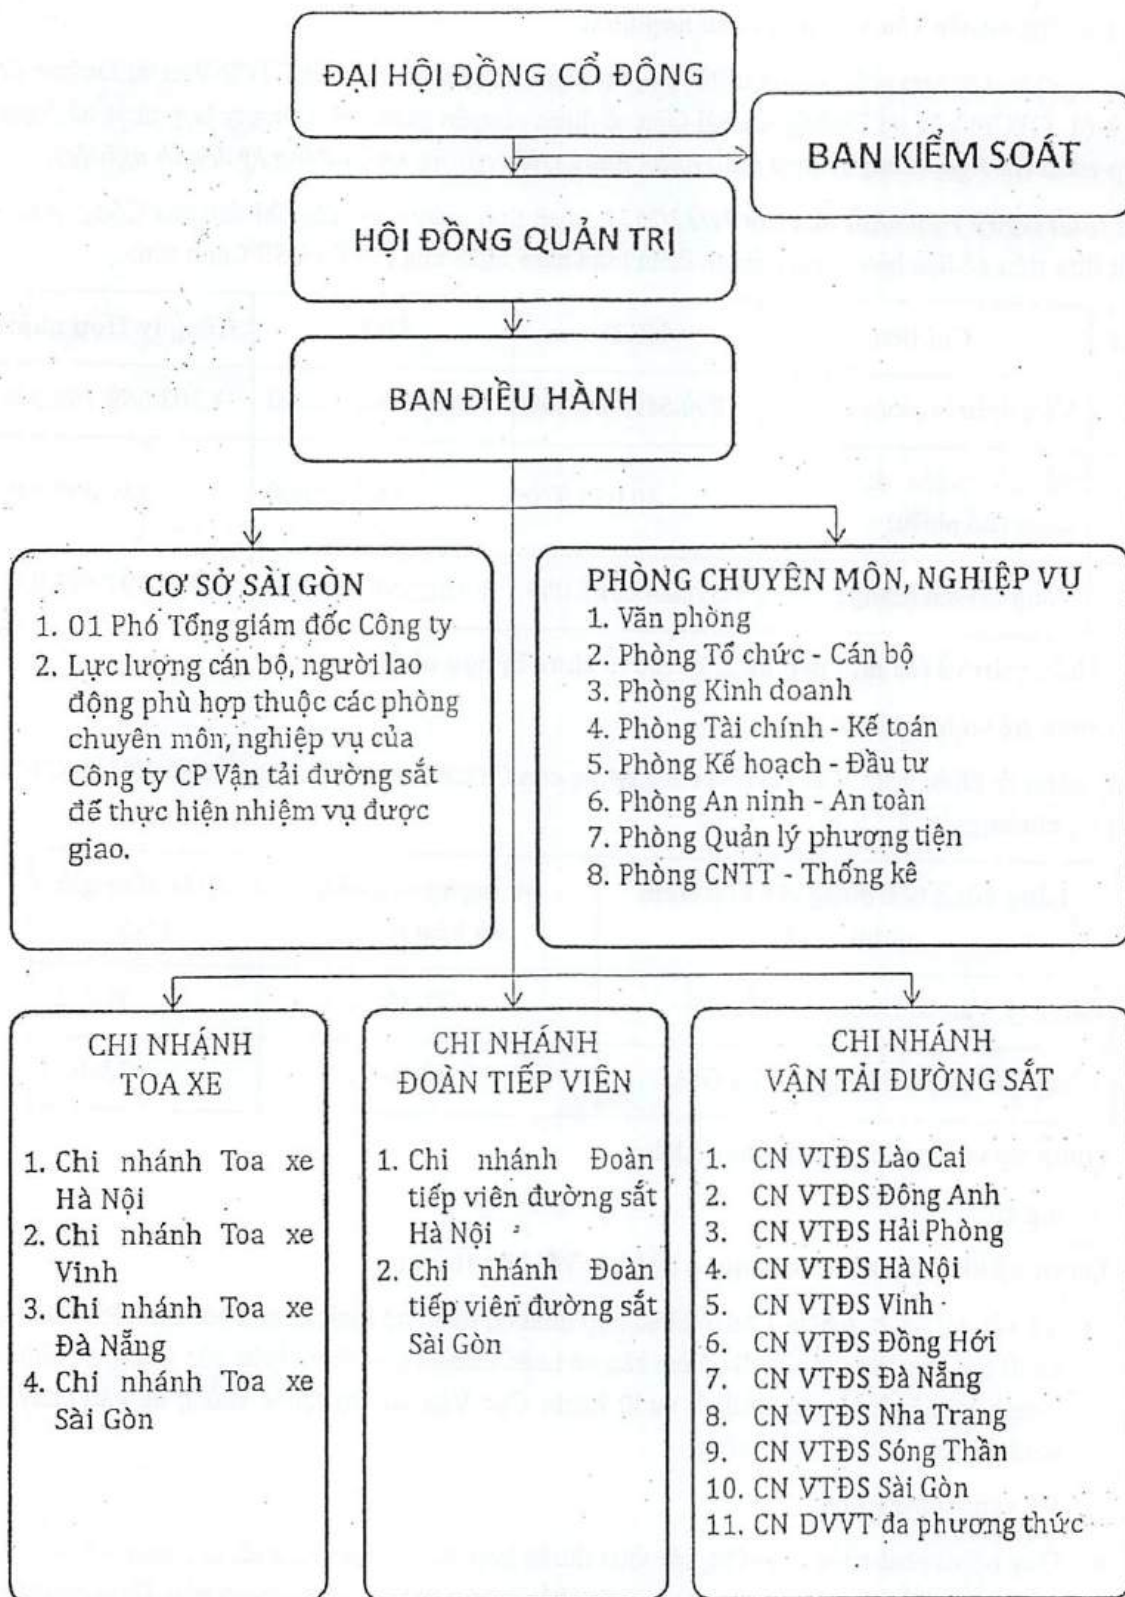 ĐẠI HỘI ĐỒNG CỔ ĐÔNG
BAN KIỂM SOÁT
HỘI ĐỒNG QUẢN TRỊ
BAN ĐIỀU HÀNH
CƠ SỞ SÀI GÒN
1. 01 Phó Tổng giám đốc Công ty
2. Lực lượng cán bộ, người lao
động phù hợp thuộc các phòng
chuyên môn, nghiệp vụ của
Công ty CP Vận tải đường sắt
để thực hiện nhiệm vụ được
giao.
PHÒNG CHUYÊN MÔN, NGHIỆP VỤ
1. Văn phòng
2. Phòng Tổ chức - Cán bộ
3. Phòng Kinh doanh
4. Phòng Tài chính - Kế toán
5. Phòng Kế hoạch - Đầu tư
6. Phòng An ninh - An toàn
7. Phòng Quản lý phương tiện
8. Phòng CNTT - Thống kê
CHI NHÁNH
TOA XE
1. Chi nhánh Toa xe
Hà Nội
2. Chi nhánh Toa xe
Vinh
3. Chi nhánh Toa xe
Đà Nẵng
4. Chi nhánh Toa xe
Sài Gòn
CHI NHÁNH
ĐOÀN TIẾP VIÊN
1. Chi nhánh Đoàn
tiếp viên đường sắt
Hà Nội
2. Chi nhánh Đoàn
tiếp viên đường sắt
Sài Gòn
CHI NHÁNH
VẬN TẢI ĐƯỜNG SẮT
1. CN VTĐS Lào Cai
2. CN VTĐS Đông Anh
3. CN VTĐS Hải Phòng
4. CN VTĐS Hà Nội
5. CN VTĐS Vinh
6. CN VTĐS Đồng Hới
7. CN VTĐS Đà Nẵng
8. CN VTĐS Nha Trang
9. CN VTĐS Sóng Thần
10. CN VTĐS Sài Gòn
11. CN DVVT đa phương thức